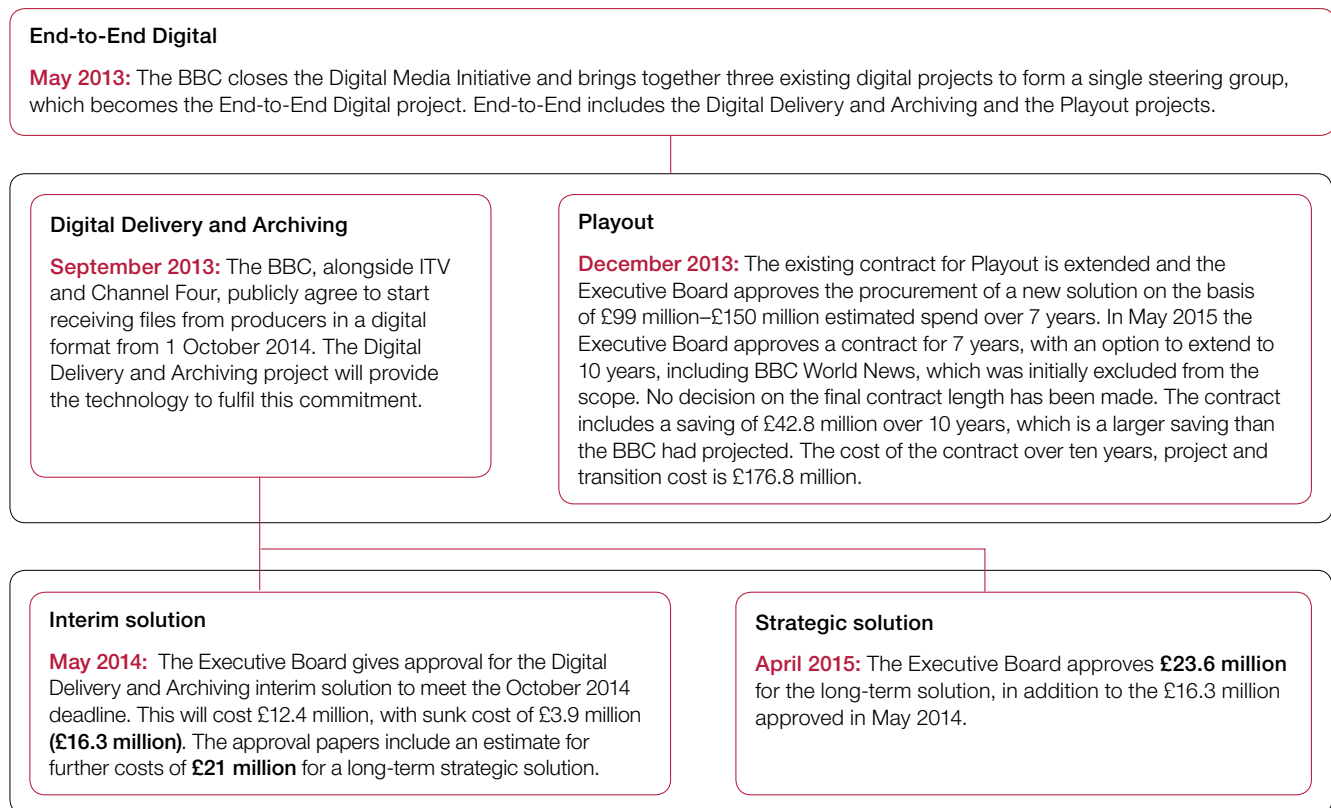 End-to-End Digital
May 2013: The BBC closes the Digital Media Initiative and brings together three existing digital projects to form a single steering group,
which becomes the End-to-End Digital project. End-to-End includes the Digital Delivery and Archiving and the Playout projects.
Digital Delivery and Archiving
September 2013: The BBC, alongside ITV
and Channel Four, publicly agree to start
receiving files from producers in a digital
format from 1 October 2014. The Digital
Delivery and Archiving project will provide
the technology to fulfil this commitment.
Playout
December 2013: The existing contract for Playout is extended and the
Executive Board approves the procurement of a new solution on the basis
of £99 million–£150 million estimated spend over 7 years. In May 2015 the
Executive Board approves a contract for 7 years, with an option to extend to
10 years, including BBC World News, which was initially excluded from the
scope. No decision on the final contract length has been made. The contract
includes a saving of £42.8 million over 10 years, which is a larger saving than
the BBC had projected. The cost of the contract over ten years, project and
transition cost is £176.8 million.
Interim solution
May 2014: The Executive Board gives approval for the Digital
Delivery and Archiving interim solution to meet the October 2014
deadline. This will cost £12.4 million, with sunk cost of £3.9 million
(£16.3 million). The approval papers include an estimate for
further costs of £21 million for a long-term strategic solution.
Strategic solution
April 2015: The Executive Board approves £23.6 million
for the long-term solution, in addition to the £16.3 million
approved in May 2014.